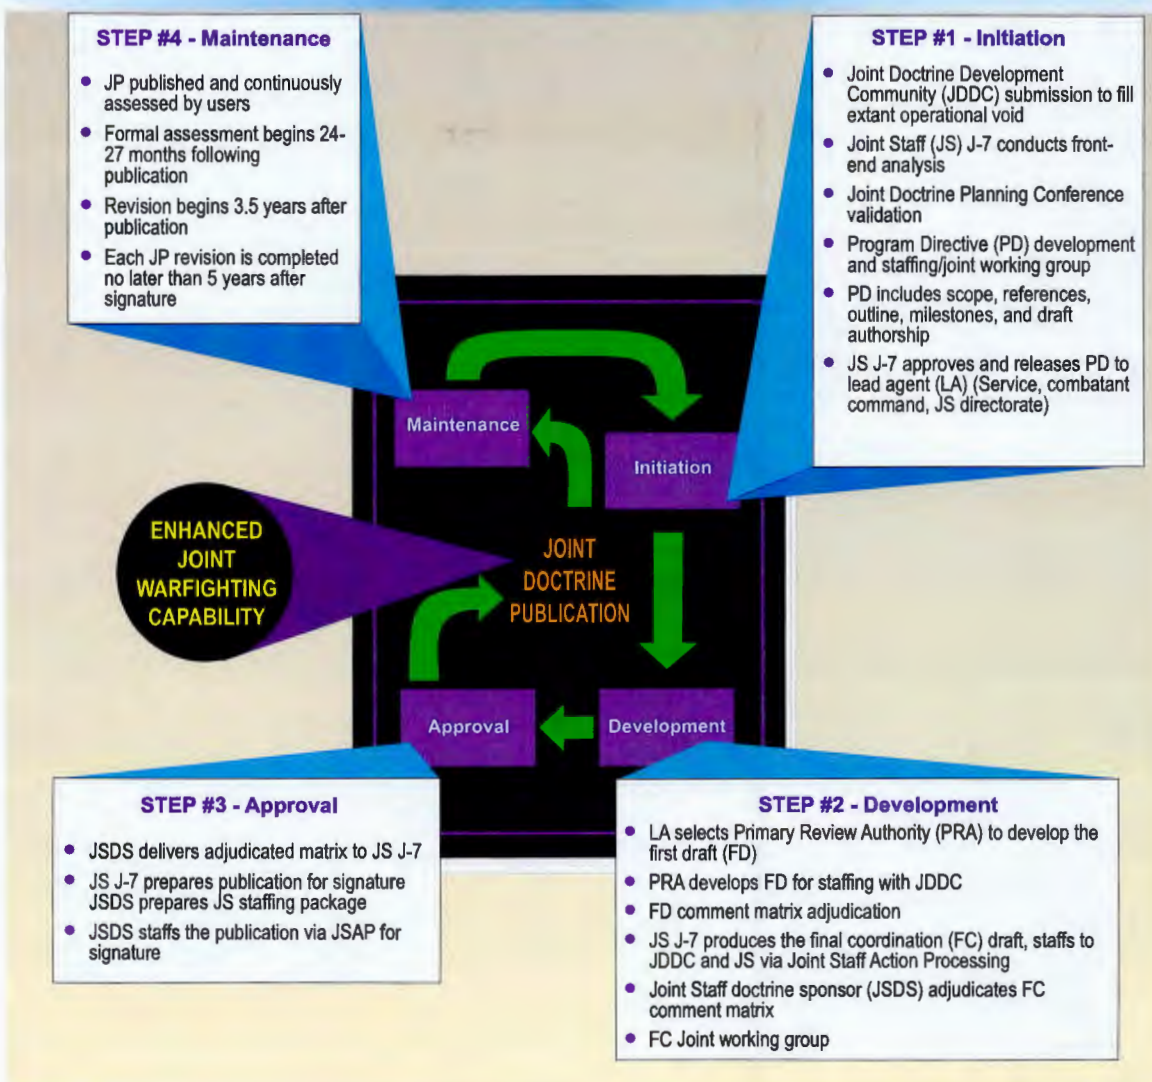 STEP #4 - Maintenance
• JP published and continuously
assessed by users
• Formal assessment begins 24-
27 months following
publication
• Revision begins 3.5 years after
publication
• Each JP revision is completed
no later than 5 years after
signature
STEP #1 - Initiation
• Joint Doctrine Development
Community (JDDC) submission to fill
extant operational void
• Joint Staff (JS) J-7 conducts front-
end analysis
• Joint Doctrine Planning Conference
validation
• Program Directive (PD) development
and staffing/joint working group
• PD includes scope, references,
outline, milestones, and draft
authorship
• JS J-7 approves and releases PD to
lead agent (LA) (Service, combatant
command, JS directorate)
Maintenance
Initiation
ENHANCED
JOINT
WARFIGHTING
CAPABILITY
JOINT
DOCTRINE
PUBLICATION
Approval
Development
STEP #3 - Approval
• JSDS delivers adjudicated matrix to JS J-7
• JS J-7 prepares publication for signature
JSDS prepares JS staffing package
• JSDS staffs the publication via JSAP for
signature
STEP #2 - Development
• LA selects Primary Review Authority (PRA) to develop the
first draft (FD)
• PRA develops FD for staffing with JDDC
• FD comment matrix adjudication
• JS J-7 produces the final coordination (FC) draft, staffs to
JDDC and JS via Joint Staff Action Processing
• Joint Staff doctrine sponsor (JSDS) adjudicates FC
comment matrix
• FC Joint working group